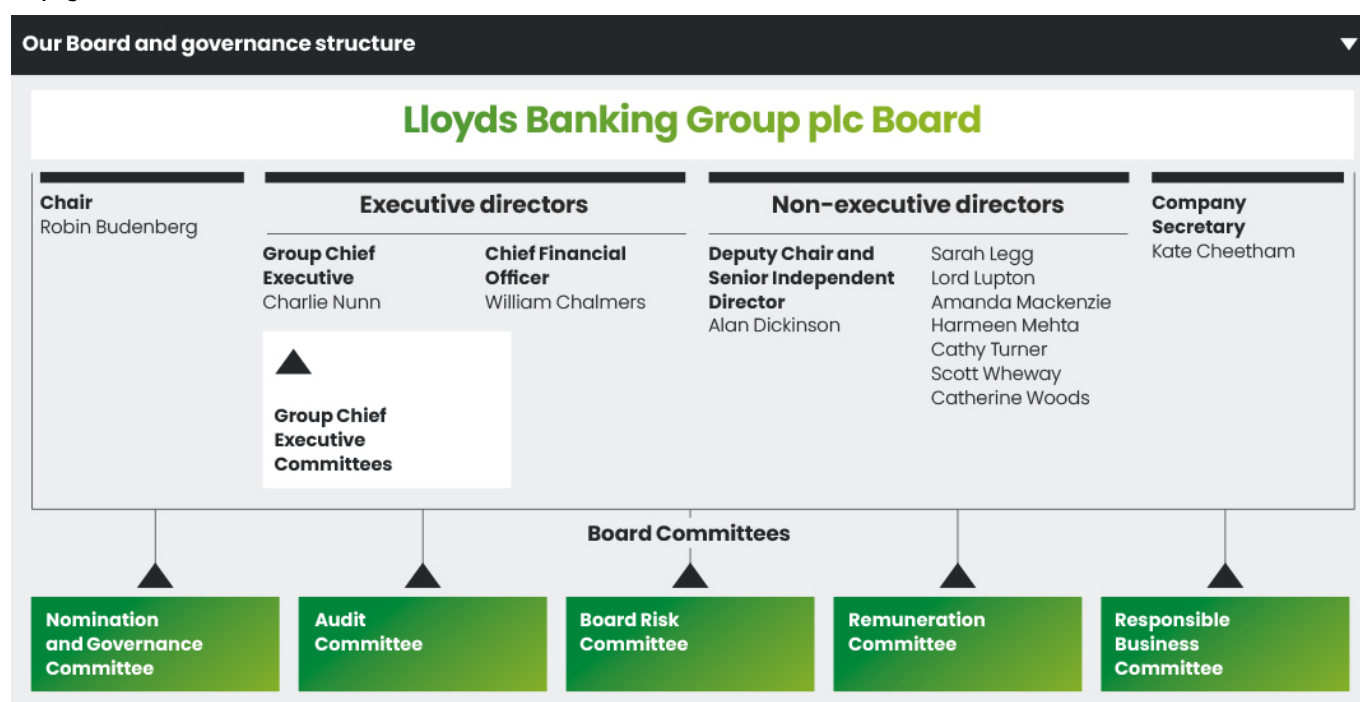 Our Board and governance structure
Lloyds Banking Group plc Board
Chair
Robin Budenberg
Executive directors
Group Chief
Executive
Charlie Nunn
Chief Financial
Officer
William Chalmers
Group Chief
Executive
Committees
Non-executive directors
Deputy Chair and
Senior Independent
Director
Alan Dickinson
Sarah Legg
Lord Lupton
Amanda Mackenzie
Harmeen Mehta
Cathy Turner
Scott Wheway
Catherine Woods
Company
Secretary
Kate Cheetham
Board Committees
Nomination
and Governance
Committee
Audit
Committee
Board Risk
Committee
Remuneration
Committee
Responsible
Business
Committee